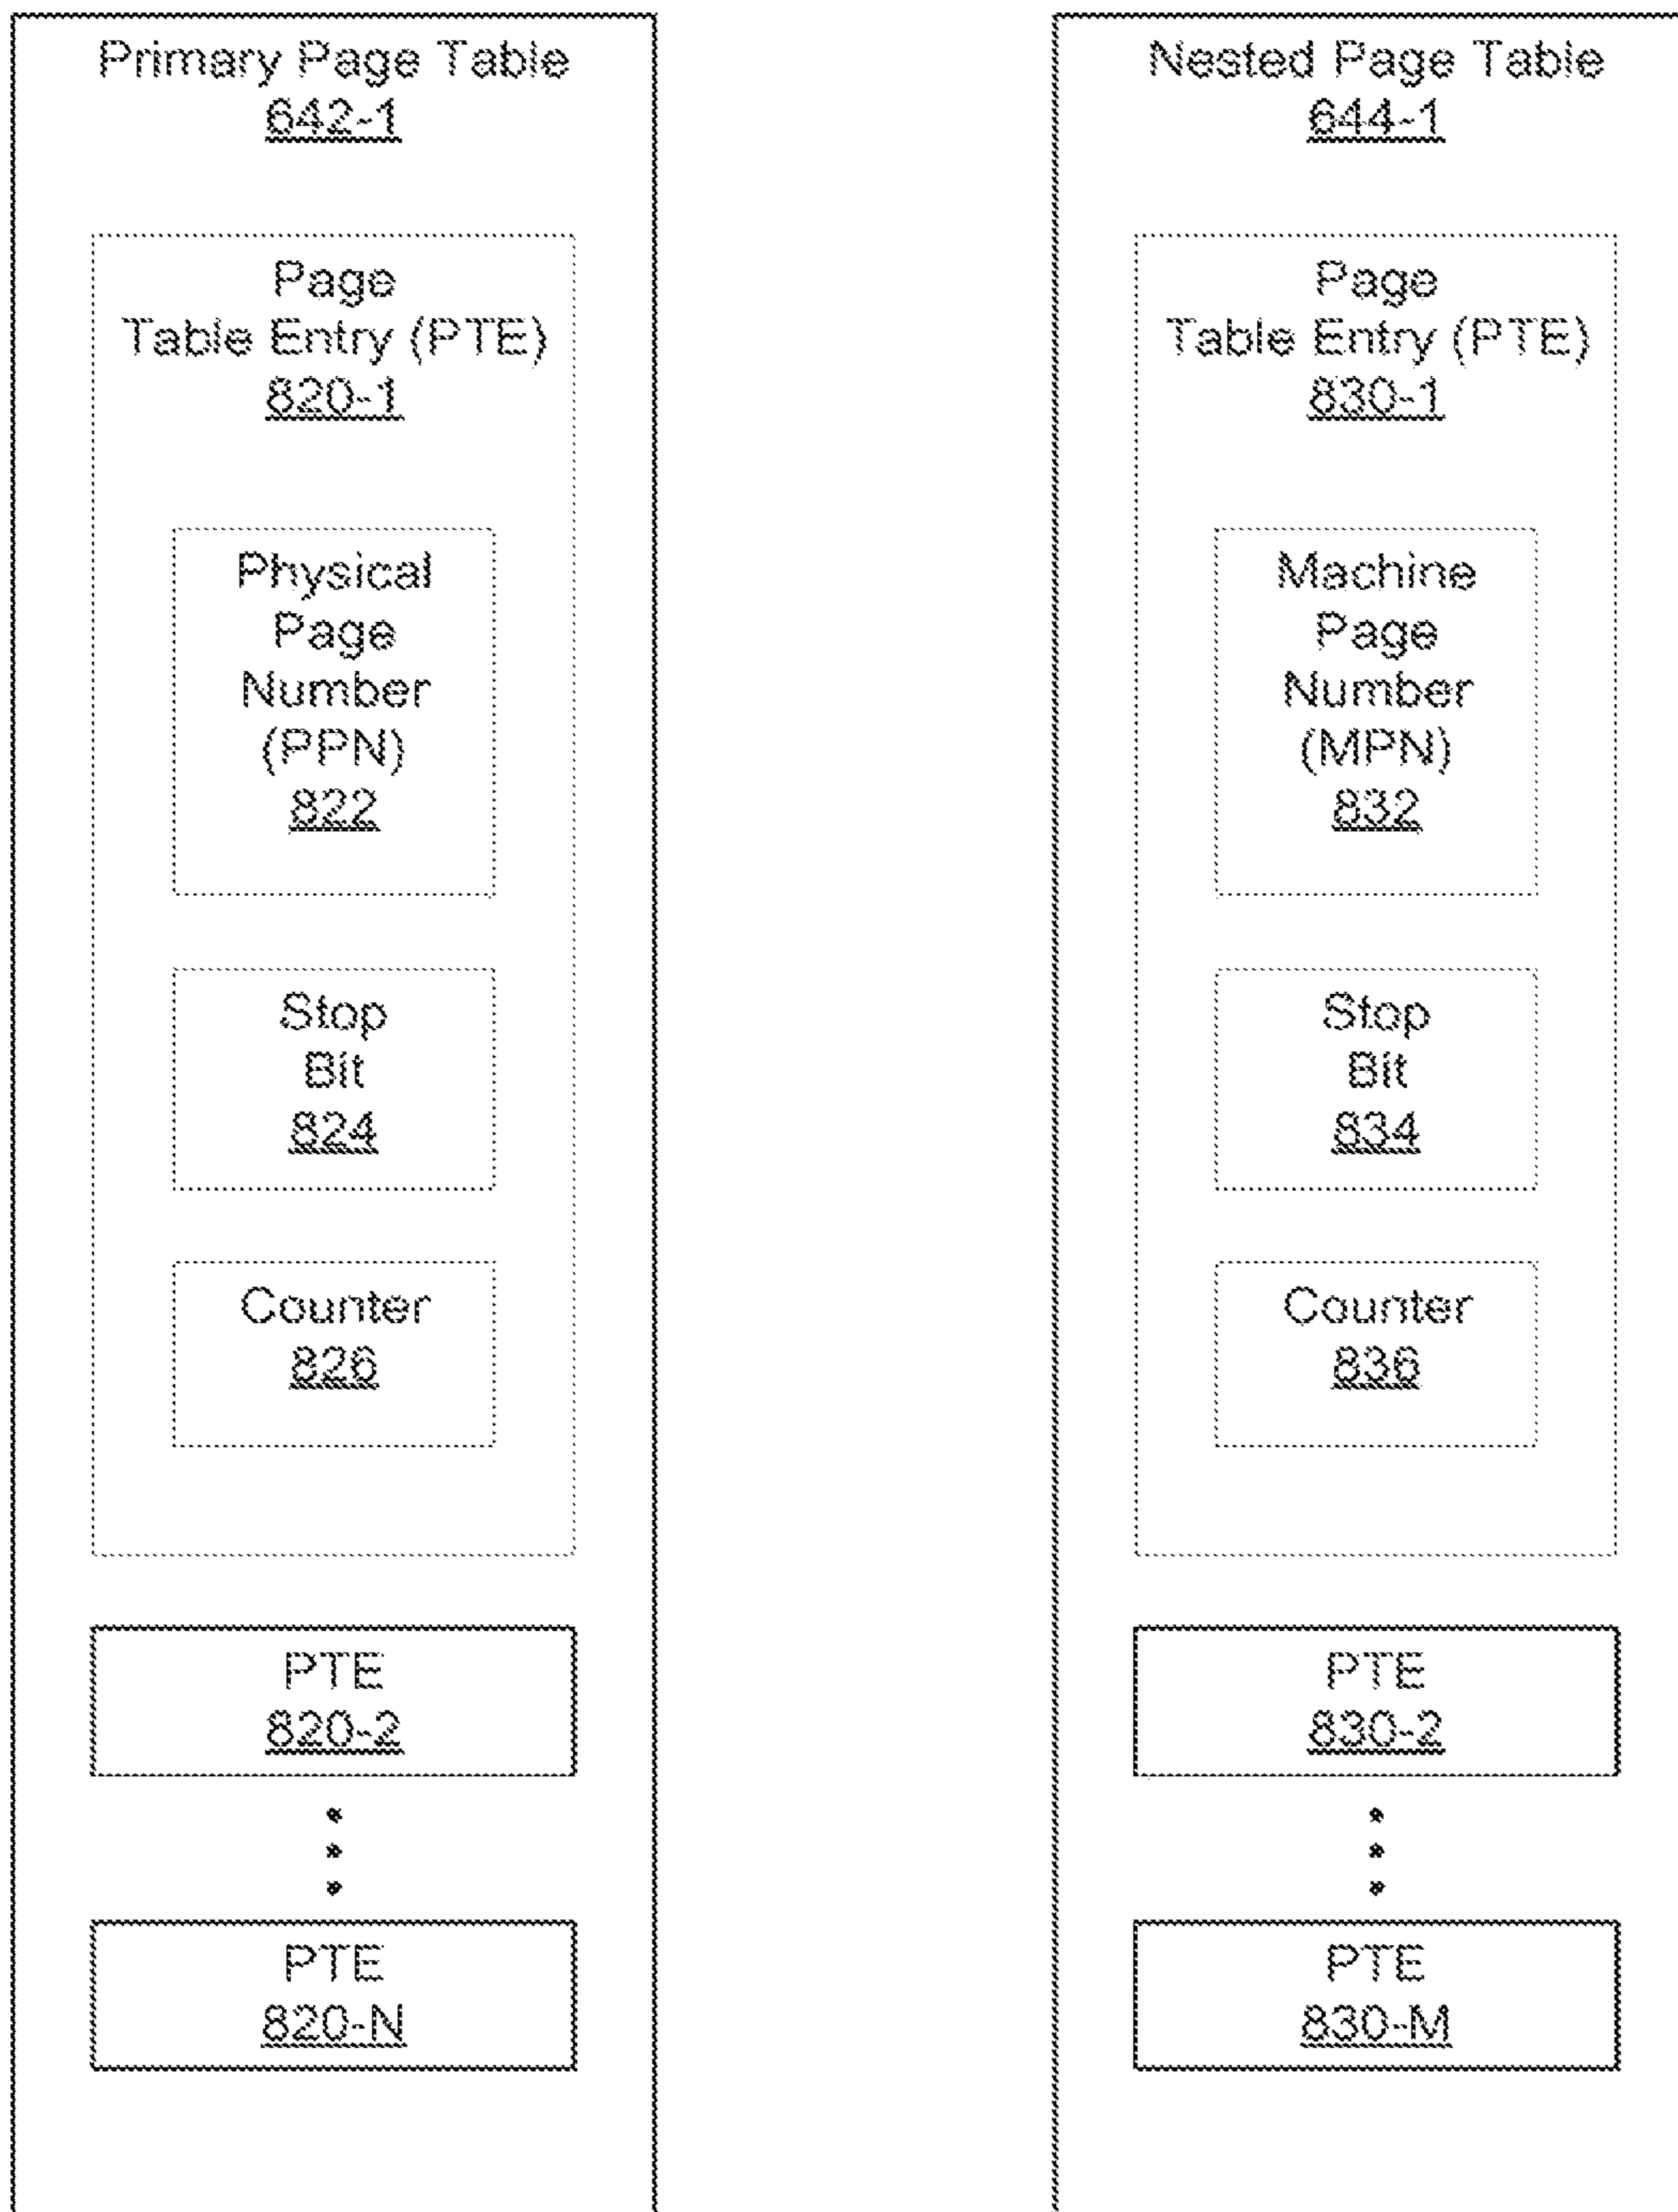 Primary Page Table
642-1
Page
Table Entry (PTE)
820-1
Physical
Page
Number
(PPN)
822
Stop
Bit
824
Counter
826
PTE
820-2
PTE
820-N
Nested Page Table
644-1
Page
Table Entry (PTE)
830-1
Machine
Page
Number
(MPN)
832
Stop
Bit
834
Counter
836
PTE
830-2
PTE
830-M